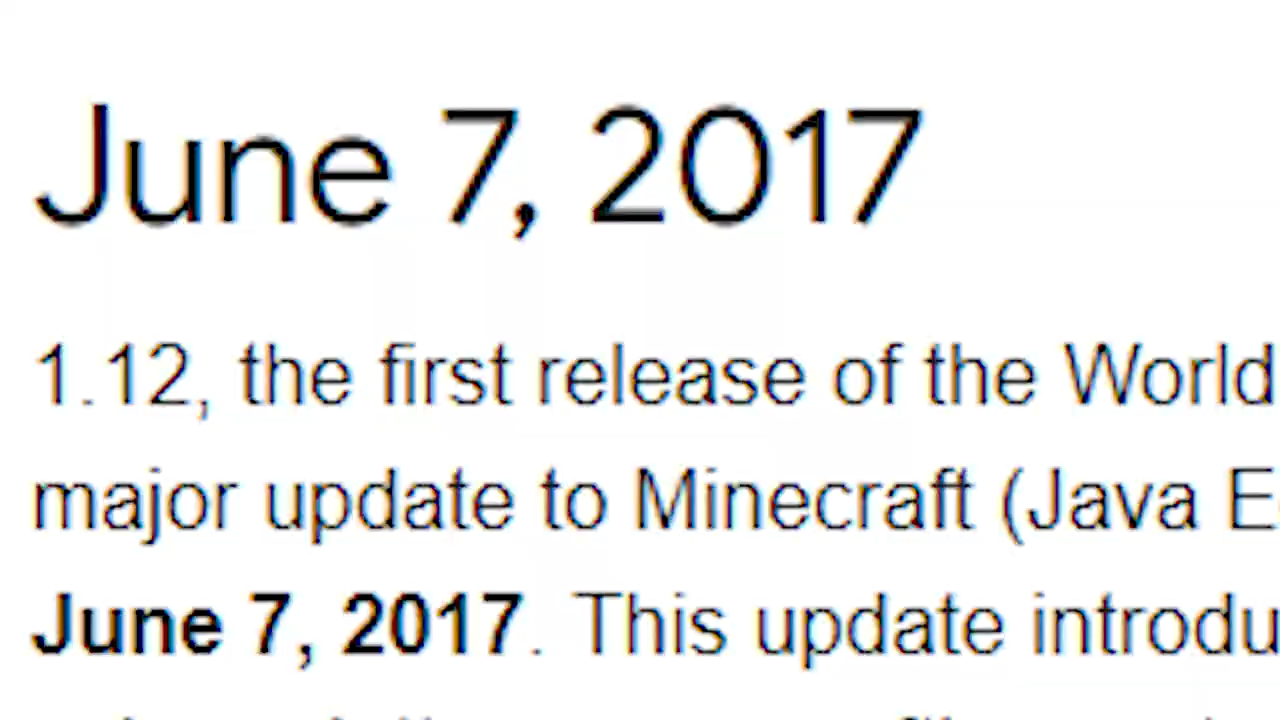 June 7, 2017
1.12, the first release of the World
major update to Minecraft (Java E
June 7, 2017. This update introdu